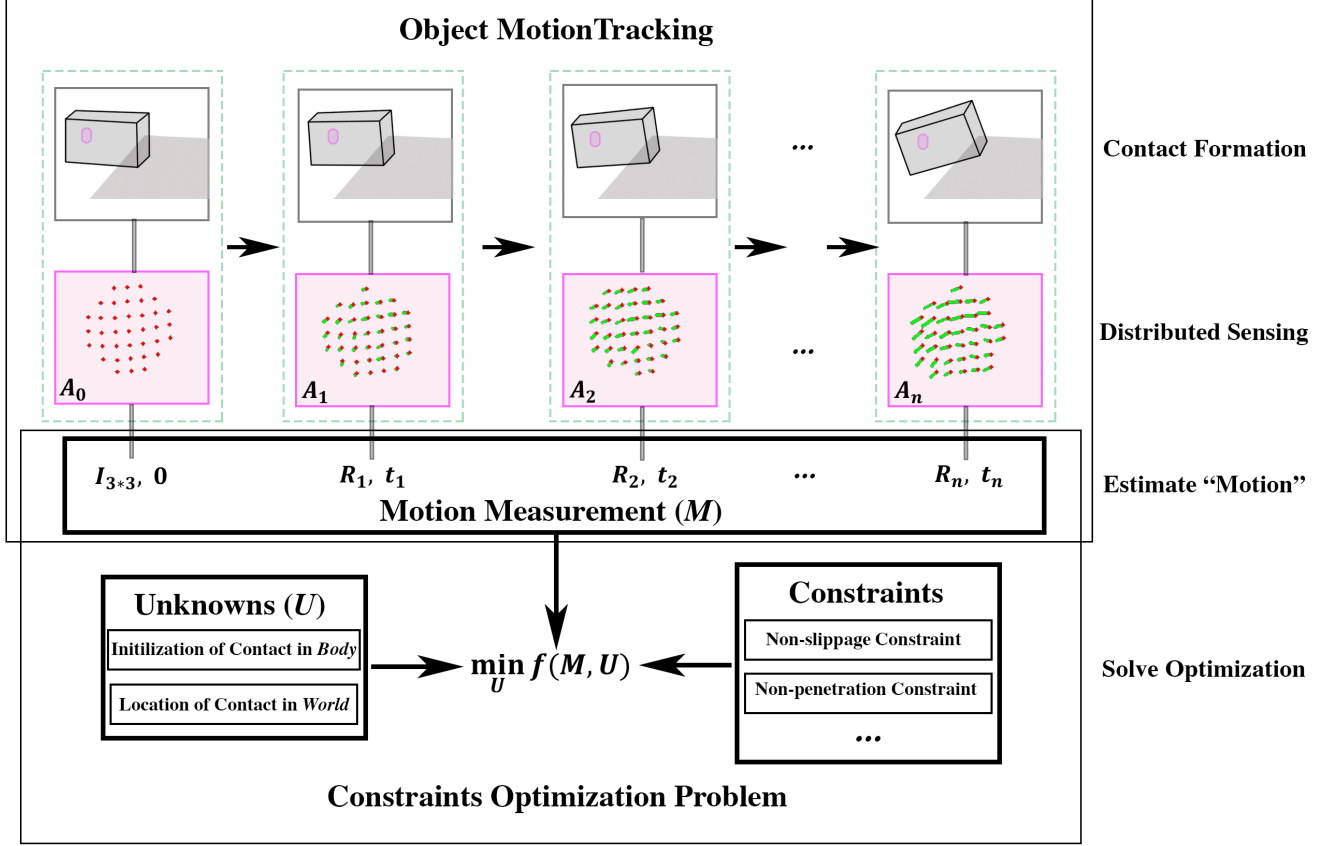 Object MotionTracking
...
Contact Formation
A₀
A₁
A₂
...
Aₙ
Distributed Sensing
I₃*₃, 0
R₁, t₁
R₂, t₂
...
Rₙ, tₙ
Estimate “Motion”
Motion Measurement (M)
Unknowns (U)
Initilization of Contact in Body
Location of Contact in World
min f(M, U)
U
Constraints
Non-slippage Constraint
Non-penetration Constraint
...
Solve Optimization
Constraints Optimization Problem